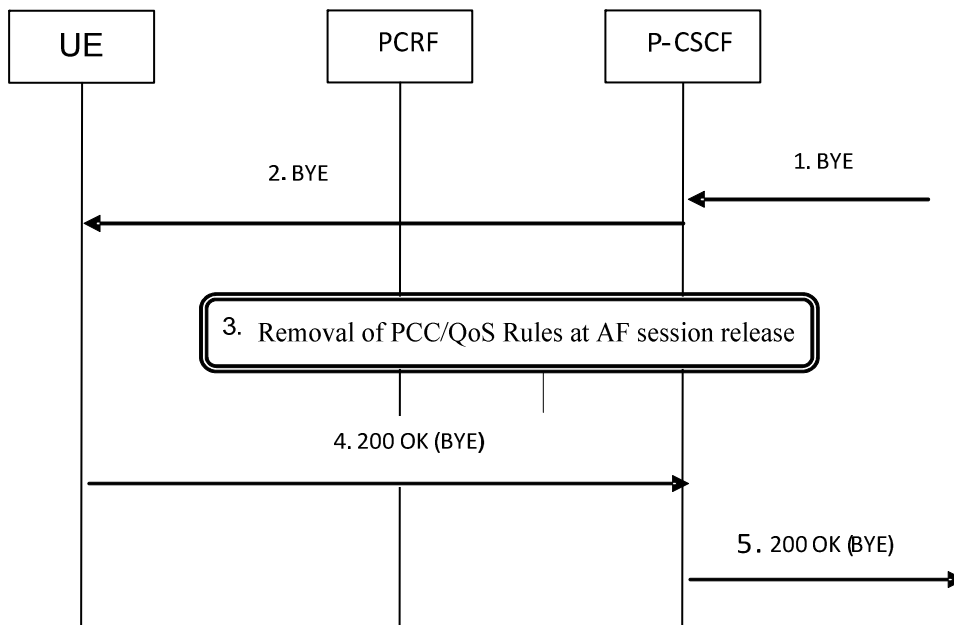 UE
PCRF
P-CSCF
1. BYE
2. BYE
3. Removal of PCC/QoS Rules at AF session release
4. 200 OK (BYE)
5. 200 OK (BYE)